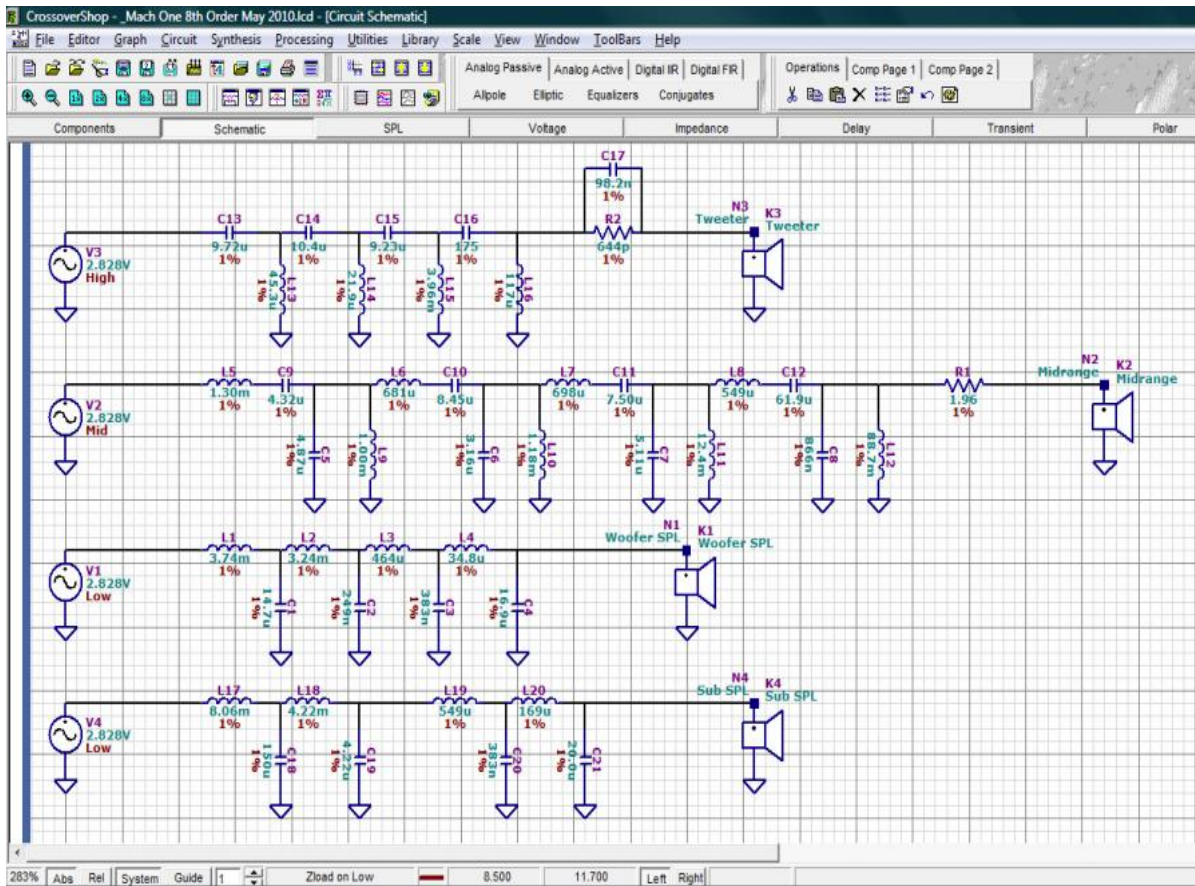 CrossoverShop - _Mach One 8th Order May 2010.lcd - [Circuit Schematic]
File Editor Graph Circuit Synthesis Processing Utilities Library Scale View Window ToolBars Help
Analog Passive Analog Active Digital IIR Digital FIR
Operations Comp Page 1 Comp Page 2
Allpole Elliptic Equalizers Conjugates
Components Schematic SPL Voltage Impedance Delay Transient Polar
C17
98.2n
1%
C13 C14 C15 C16 R2 N3 K3
Tweeter Tweeter
9.72u 10.4u 9.23u 175 644p
1% 1% 1% 1% 1%
V3
2.828V
High
L13 45.3u 1%
L14 21.9u 1%
L15 3.96m 1%
L16 117u 1%
L5 C9 L6 C10 L7 C11 L8 C12 R1 N2 K2
Midrange Midrange
1.30m 4.32u 681u 8.45u 698u 7.50u 549u 61.9u 1.96
1% 1% 1% 1% 1% 1% 1% 1% 1%
V2
2.828V
Mid
C5 4.87u 1%
L9 1.00m 1%
C6 3.16u 1%
L10 1.18m 1%
C7 5.11u 1%
L11 12.4m 1%
C8 866n 1%
L12 88.7m 1%
L1 L2 L3 L4 N1 K1
Woofer SPL Woofer SPL
3.74m 3.24m 464u 34.8u
1% 1% 1% 1%
V1
2.828V
Low
C1 14.7u 1%
C2 249n 1%
C3 383n 1%
C4 16.9u 1%
L17 L18 L19 L20 N4 K4
Sub SPL Sub SPL
8.06m 4.22m 549u 169u
1% 1% 1% 1%
V4
2.828V
Low
C18 150u 1%
C19 4.22u 1%
C20 383n 1%
C21 20.0u 1%
283% Abs Rel System Guide 1 Zload on Low 8.500 11.700 Left Right